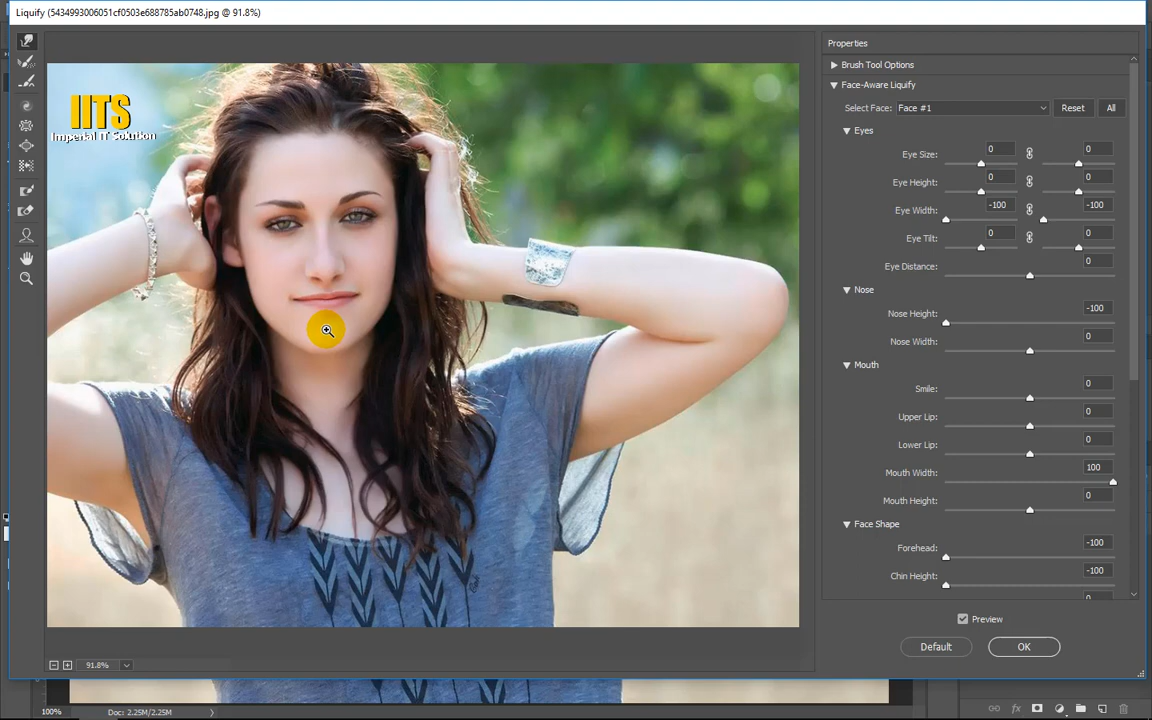 Liquify (5434993006051cf0503e688785ab0748.jpg @ 91.8%)
IITS
Imperial IT Solution
Properties
Brush Tool Options
Face-Aware Liquify
Select Face: Face #1 Reset All
Eyes
Eye Size: 0 0
Eye Height: 0 0
Eye Width: -100 -100
Eye Tilt: 0 0
Eye Distance: 0
Nose
Nose Height: -100
Nose Width: 0
Mouth
Smile: 0
Upper Lip: 0
Lower Lip: 0
Mouth Width: 100
Mouth Height: 0
Face Shape
Forehead: -100
Chin Height: -100
Preview
Default OK
91.8%
100% Doc: 2.25M/2.25M
fx